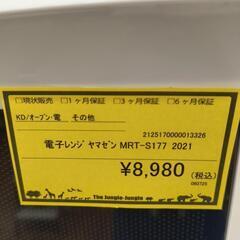 □現状販売 □1ヶ月保証 □3ヶ月保証 □6ヶ月保証
KD/オーブン・電 その他
2125170000013326
電子レンジ ヤマゼン MRT-S177 2021
¥8,980 (税込)
060725
The Jungle-Jungle